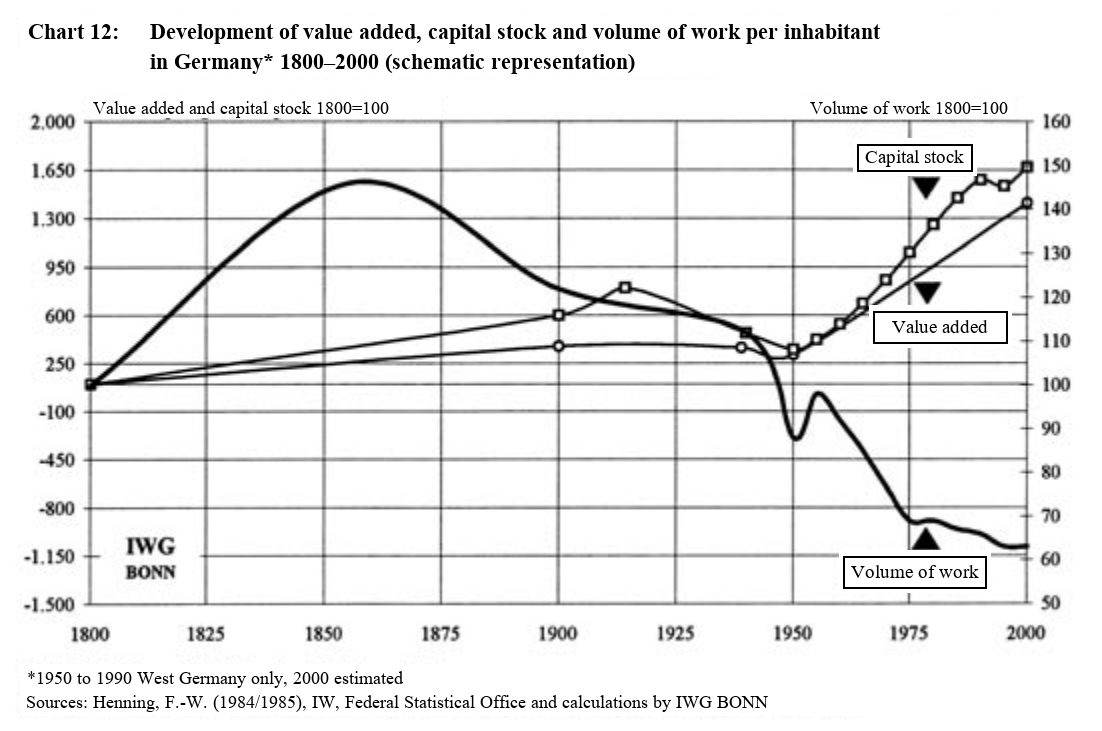 Chart 12: Development of value added, capital stock and volume of work per inhabitant
in Germany* 1800–2000 (schematic representation)
Value added and capital stock 1800=100 Volume of work 1800=100
2.000 160
1.650 150
1.300 140
950 130
600 120
250 110
-100 100
-450 90
-800 80
-1.150 70
-1.500 60
50
Capital stock
Value added
Volume of work
IWG
BONN
1800 1825 1850 1875 1900 1925 1950 1975 2000
*1950 to 1990 West Germany only, 2000 estimated
Sources: Henning, F.-W. (1984/1985), IW, Federal Statistical Office and calculations by IWG BONN